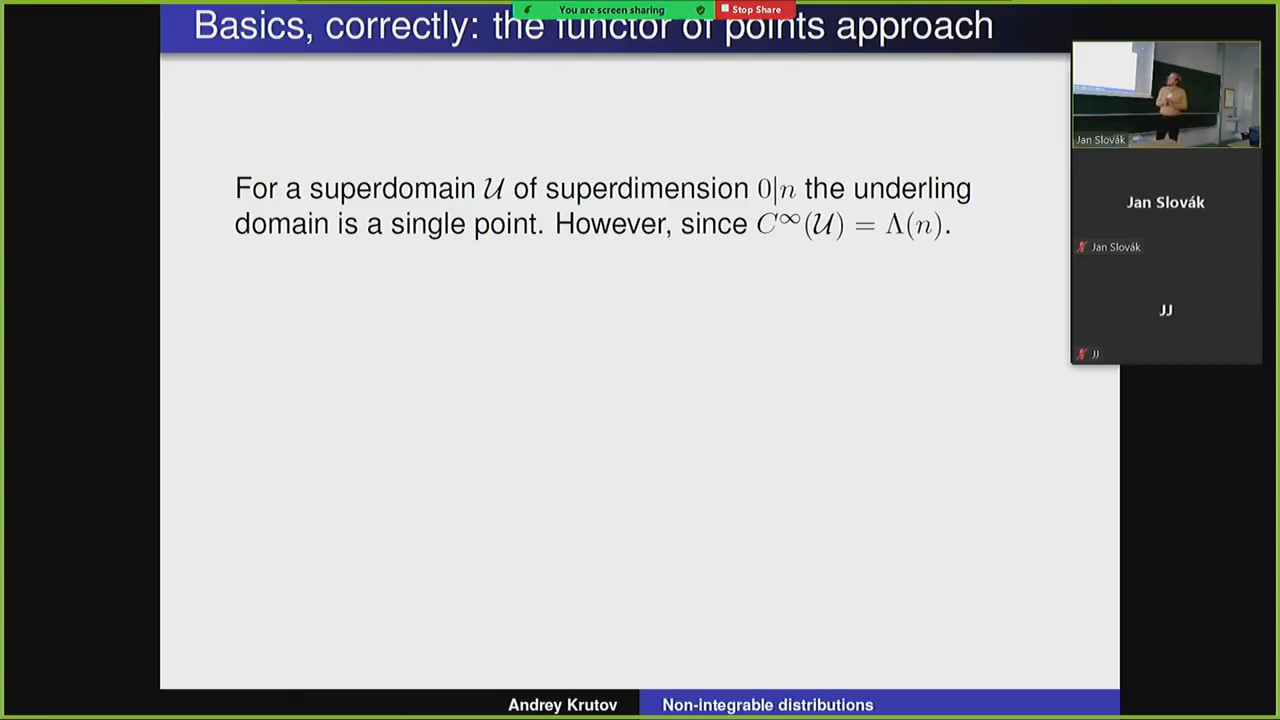 You are screen sharing
Stop Share
Basics, correctly: the functor of points approach
For a superdomain 𝒰 of superdimension 0|n the underling
domain is a single point. However, since C^∞(𝒰) = Λ(n).
Jan Slovák
Jan Slovák
Jan Slovák
JJ
JJ
Andrey Krutov
Non-integrable distributions